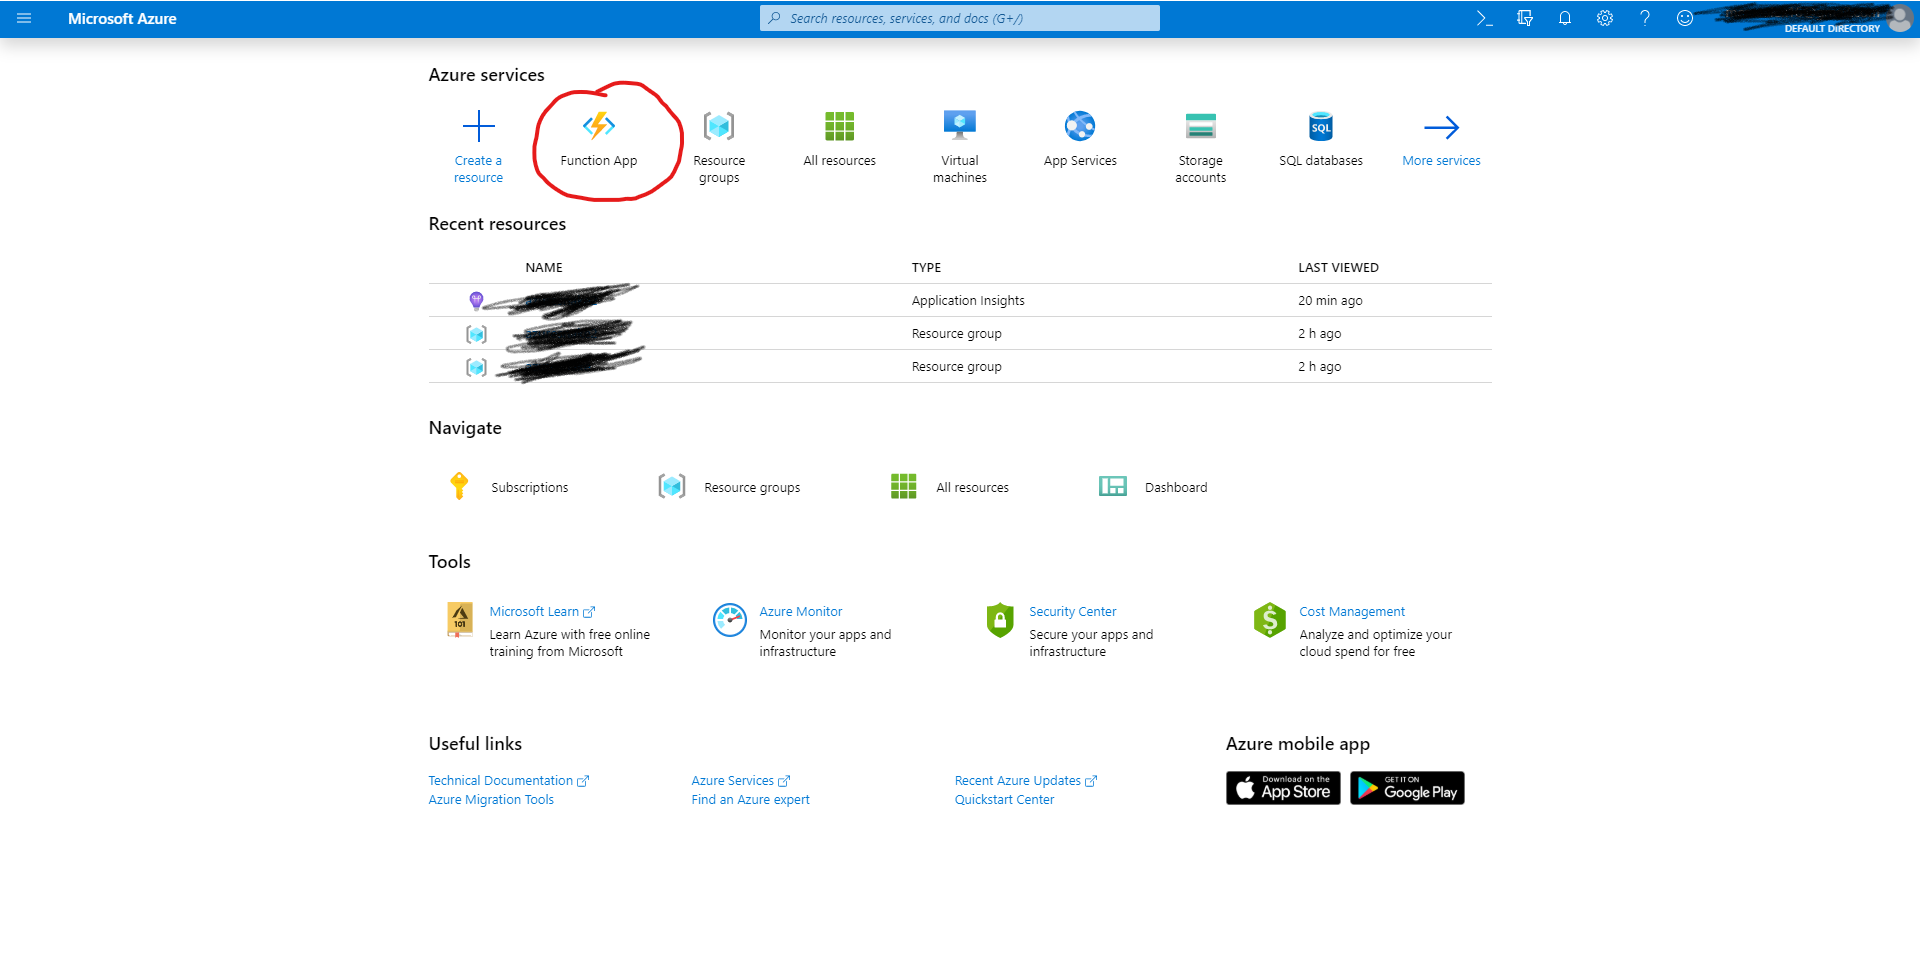 Microsoft Azure
Search resources, services, and docs (G+/)
DEFAULT DIRECTORY
Azure services
Create a
resource
Function App
Resource
groups
All resources
Virtual
machines
App Services
Storage
accounts
SQL
SQL databases
More services
Recent resources
NAME TYPE LAST VIEWED
Application Insights 20 min ago
Resource group 2 h ago
Resource group 2 h ago
Navigate
Subscriptions Resource groups All resources Dashboard
Tools
101
Microsoft Learn
Learn Azure with free online
training from Microsoft
Azure Monitor
Monitor your apps and
infrastructure
Security Center
Secure your apps and
infrastructure
Cost Management
Analyze and optimize your
cloud spend for free
Useful links
Technical Documentation
Azure Migration Tools
Azure Services
Find an Azure expert
Recent Azure Updates
Quickstart Center
Azure mobile app
Download on the
App Store
GET IT ON
Google Play